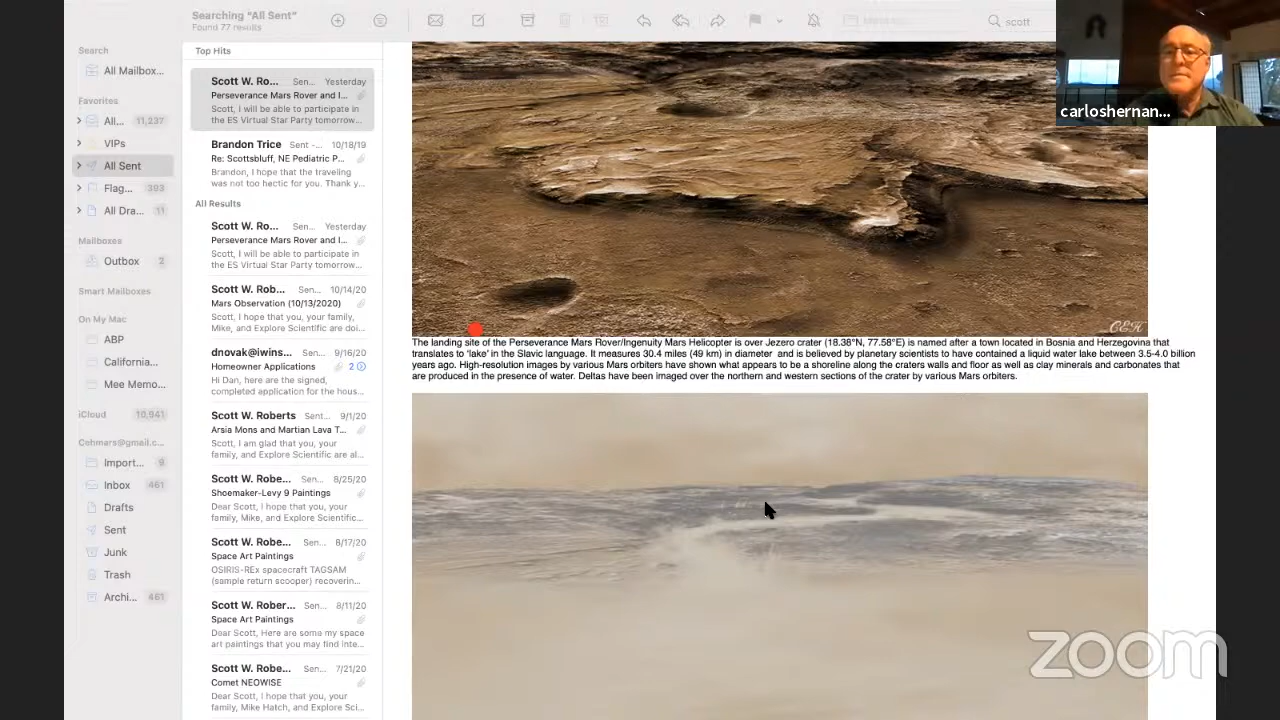 Searching "All Sent"
Found 77 results
scott
carloshernan...
Search
All Mailbox...
Favorites
All... 11,237
VIPs
All Sent
Flag... 393
All Dra... 11
Mailboxes
Outbox 2
Smart Mailboxes
On My Mac
ABP
California...
Mee Memo...
iCloud 10,941
Cehmars@gmail.c...
Import... 9
Inbox 461
Drafts
Sent
Junk
Trash
Archi... 461
Top Hits
Scott W. Ro... Sen... Yesterday
Perseverance Mars Rover and I...
Scott, I will be able to participate in
the ES Virtual Star Party tomorrow...
Brandon Trice Sent -... 10/18/19
Re: Scottsbluff, NE Pediatric P...
Brandon, I hope that the traveling
was not too hectic for you. Thank y...
All Results
Scott W. Ro... Sen... Yesterday
Perseverance Mars Rover and I...
Scott, I will be able to participate in
the ES Virtual Star Party tomorrow...
Scott W. Rob... Sen... 10/14/20
Mars Observation (10/13/2020)
Scott, I hope that you, your family,
Mike, and Explore Scientific are doi...
dnovak@iwins... Sen... 9/16/20
Homeowner Applications 2
Hi Dan, here are the signed,
completed application for the hous...
Scott W. Roberts Sent... 9/1/20
Arsia Mons and Martian Lava T...
Scott, I am glad that you, your
family, and Explore Scientific are al...
Scott W. Robe... Sen... 8/25/20
Shoemaker-Levy 9 Paintings
Dear Scott, I hope that you, your
family, Mike, and Explore Scientific...
Scott W. Robe... Sen... 8/17/20
Space Art Paintings
OSIRIS-REx spacecraft TAGSAM
(sample return scooper) recoverin...
Scott W. Rober... Sen... 8/11/20
Space Art Paintings
Dear Scott, Here are some my space
art paintings that you may find inte...
Scott W. Robe... Sen... 7/21/20
Comet NEOWISE
Dear Scott, I hope that you, your
family, Mike Hatch, and Explore Sci...
CEH
The landing site of the Perseverance Mars Rover/Ingenuity Mars Helicopter is over Jezero crater (18.38°N, 77.58°E) is named after a town located in Bosnia and Herzegovina that
translates to 'lake' in the Slavic language. It measures 30.4 miles (49 km) in diameter and is believed by planetary scientists to have contained a liquid water lake between 3.5-4.0 billion
years ago. High-resolution images by various Mars orbiters have shown what appears to be a shoreline along the craters walls and floor as well as clay minerals and carbonates that
are produced in the presence of water. Deltas have been imaged over the northern and western sections of the crater by various Mars orbiters.
zoom